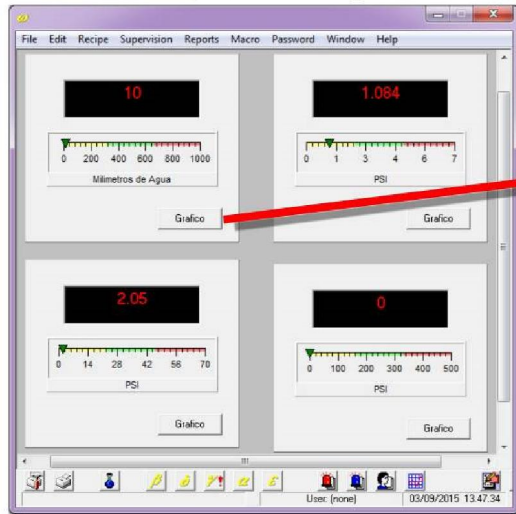 File Edit Recipe Supervision Reports Macro Password Window Help
10
0 200 400 600 800 1000
Milimetros de Agua
Grafico
1.084
0 1 3 4 6 7
PSI
Grafico
2.05
0 14 28 42 56 70
PSI
Grafico
0
0 100 200 300 400 500
PSI
Grafico
User: (none) 03/09/2015 13.47.34